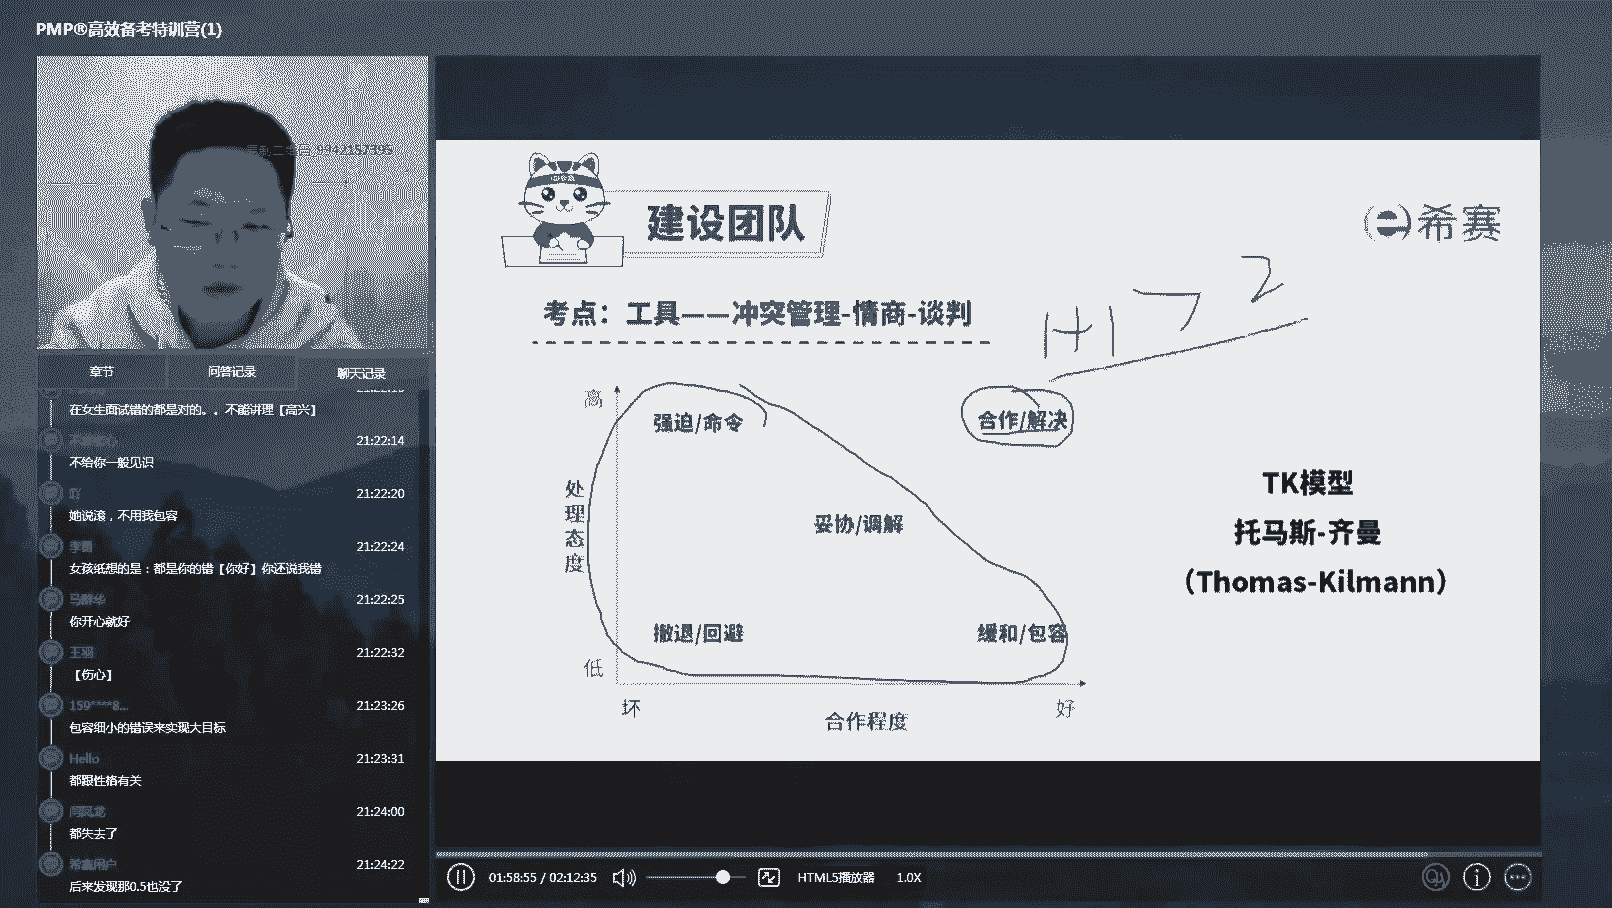 PMP®高效备考特训营(1)
章节
问答记录
聊天记录
在女生面试错的都是对的。。不能讲理【高兴】
21:22:14
不给你一般见识
21:22:20
她说滚，不用我包容
李雷
21:22:24
女孩纸想的是：都是你的错【你好】你还说我错
21:22:25
你开心就好
王羽
21:22:32
【伤心】
159****8...
21:23:26
包容细小的错误来实现大目标
Hello
21:23:31
都跟性格有关
闫凤龙
21:24:00
都失去了
希赛用户
21:24:22
后来发现那0.5也没了
建设团队
希赛
考点：工具——冲突管理-情商-谈判
1+1 > 2
高
强迫/命令
合作/解决
处理态度
妥协/调解
撤退/回避
缓和/包容
低
坏
合作程度
好
TK模型
托马斯-齐曼
（Thomas-Kilmann）
01:58:55 / 02:12:35
HTML5播放器
1.0X